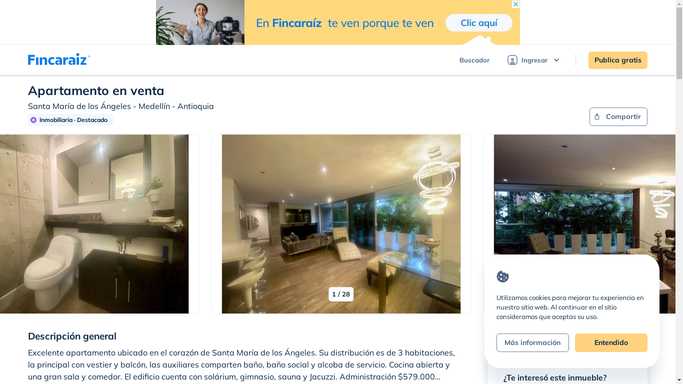 En Fincaraíz te ven porque te ven
Clic aquí
Fincaraiz
Buscador
Ingresar
Publica gratis
Apartamento en venta
Santa María de los Ángeles - Medellín - Antioquia
Inmobiliaria · Destacado
Compartir
1 / 28
Utilizamos cookies para mejorar tu experiencia en
nuestro sitio web. Al continuar en el sitio
consideramos que aceptas su uso.
Más información
Entendido
Descripción general
Excelente apartamento ubicado en el corazón de Santa María de los Ángeles. Su distribución es de 3 habitaciones,
la principal con vestier y balcón, las auxiliares comparten baño, baño social y alcoba de servicio. Cocina abierta y
una gran sala y comedor. El edificio cuenta con solárium, gimnasio, sauna y Jacuzzi. Administración $579.000...
¿Te interesó este inmueble?